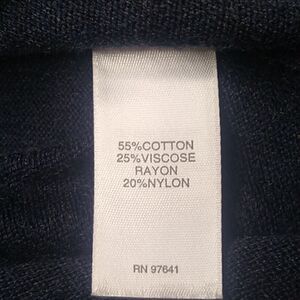 55%COTTON
25%VISCOSE
RAYON
20%NYLON
RN 97641